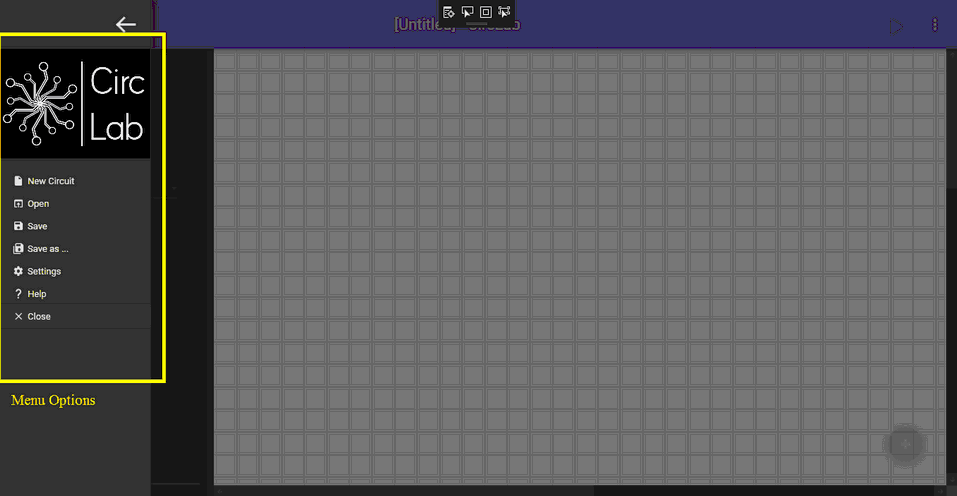 [Untitled] - CircLab
Circ
Lab
New Circuit
Open
Save
Save as ...
Settings
Help
Close
Menu Options